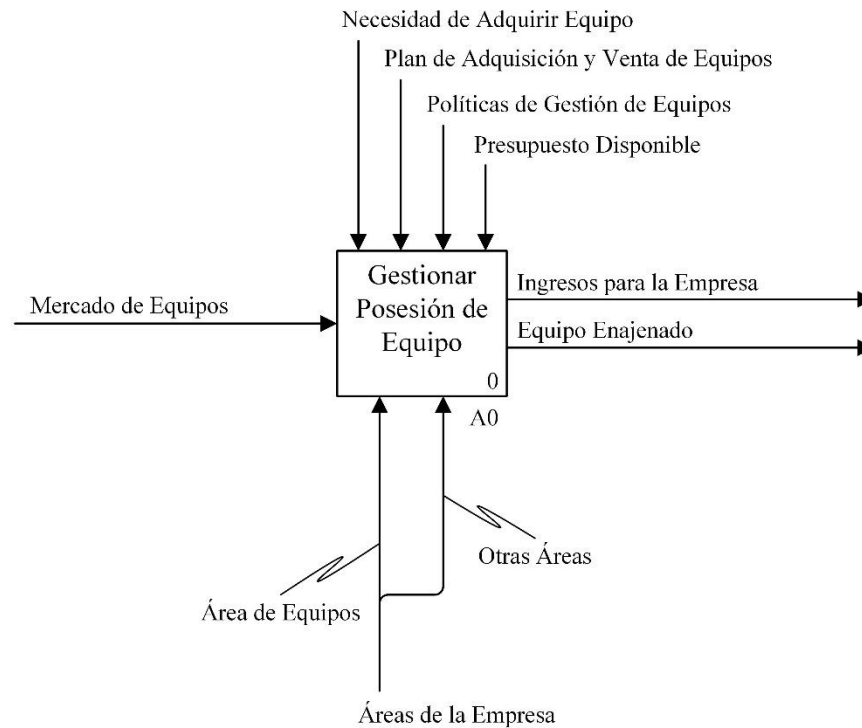 Necesidad de Adquirir Equipo
Plan de Adquisición y Venta de Equipos
Políticas de Gestión de Equipos
Presupuesto Disponible
Mercado de Equipos
Gestionar
Posesión de
Equipo
0
A0
Ingresos para la Empresa
Equipo Enajenado
Otras Áreas
Área de Equipos
Áreas de la Empresa